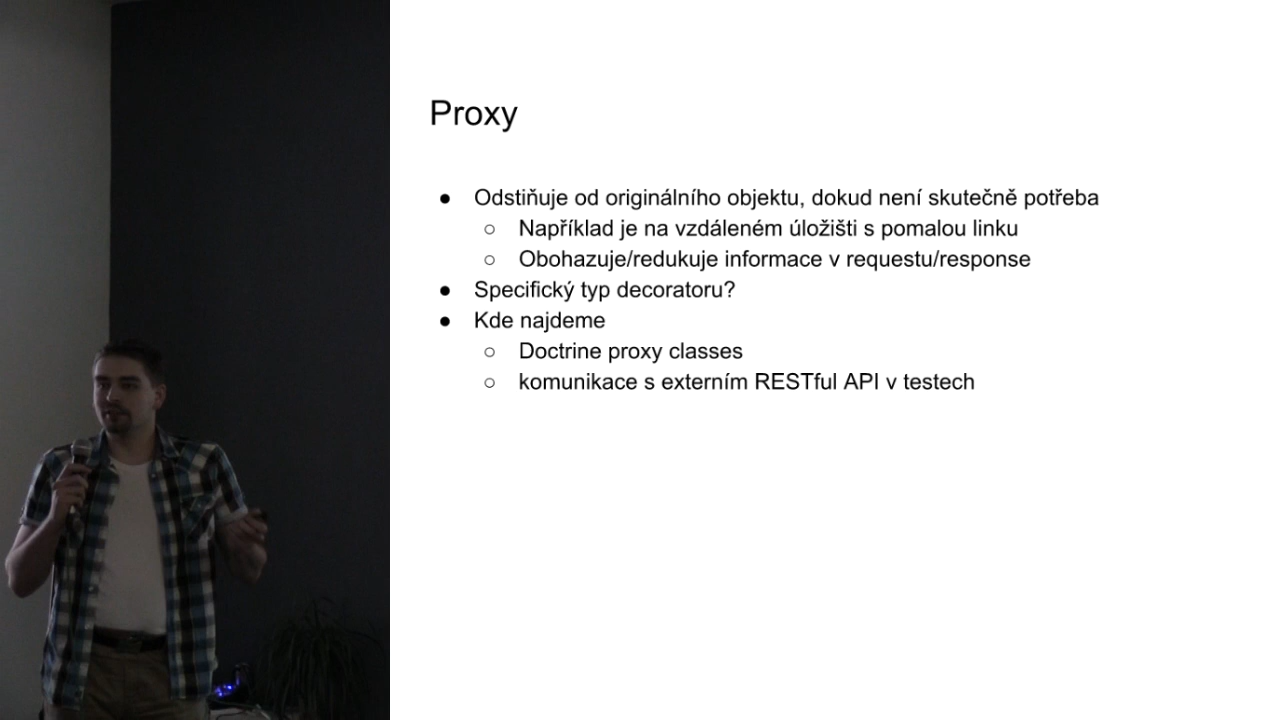 Proxy
● Odstiňuje od originálního objektu, dokud není skutečně potřeba
○ Například je na vzdáleném úložišti s pomalou linku
○ Obohazuje/redukuje informace v requestu/response
● Specifický typ decoratoru?
● Kde najdeme
○ Doctrine proxy classes
○ komunikace s externím RESTful API v testech